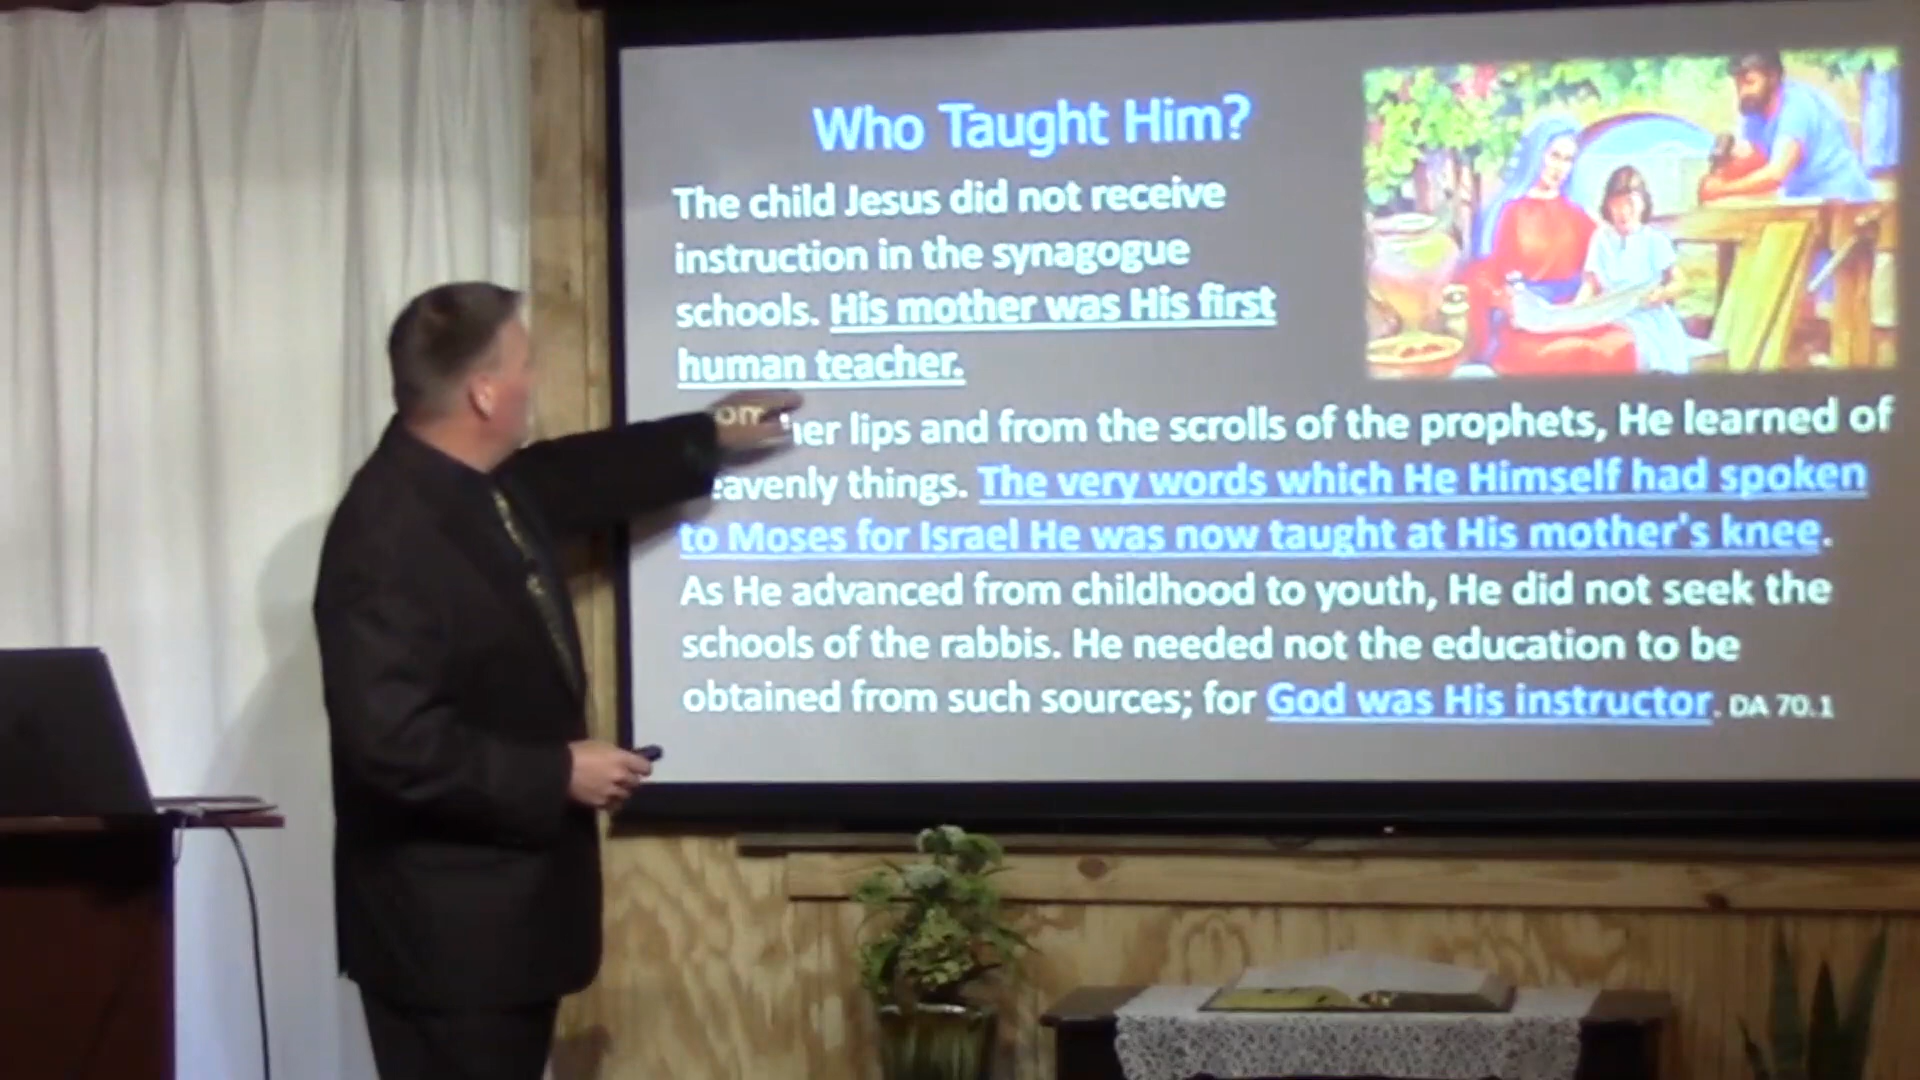 Who Taught Him?
The child Jesus did not receive
instruction in the synagogue
schools. His mother was His first
human teacher.
her lips and from the scrolls of the prophets, He learned of
things. The very words which He Himself had spoken
to Moses for Israel He was now taught at His mother's knee.
As He advanced from childhood to youth, He did not seek the
schools of the rabbis. He needed not the education to be
obtained from such sources; for God was His instructor. DA 70.1